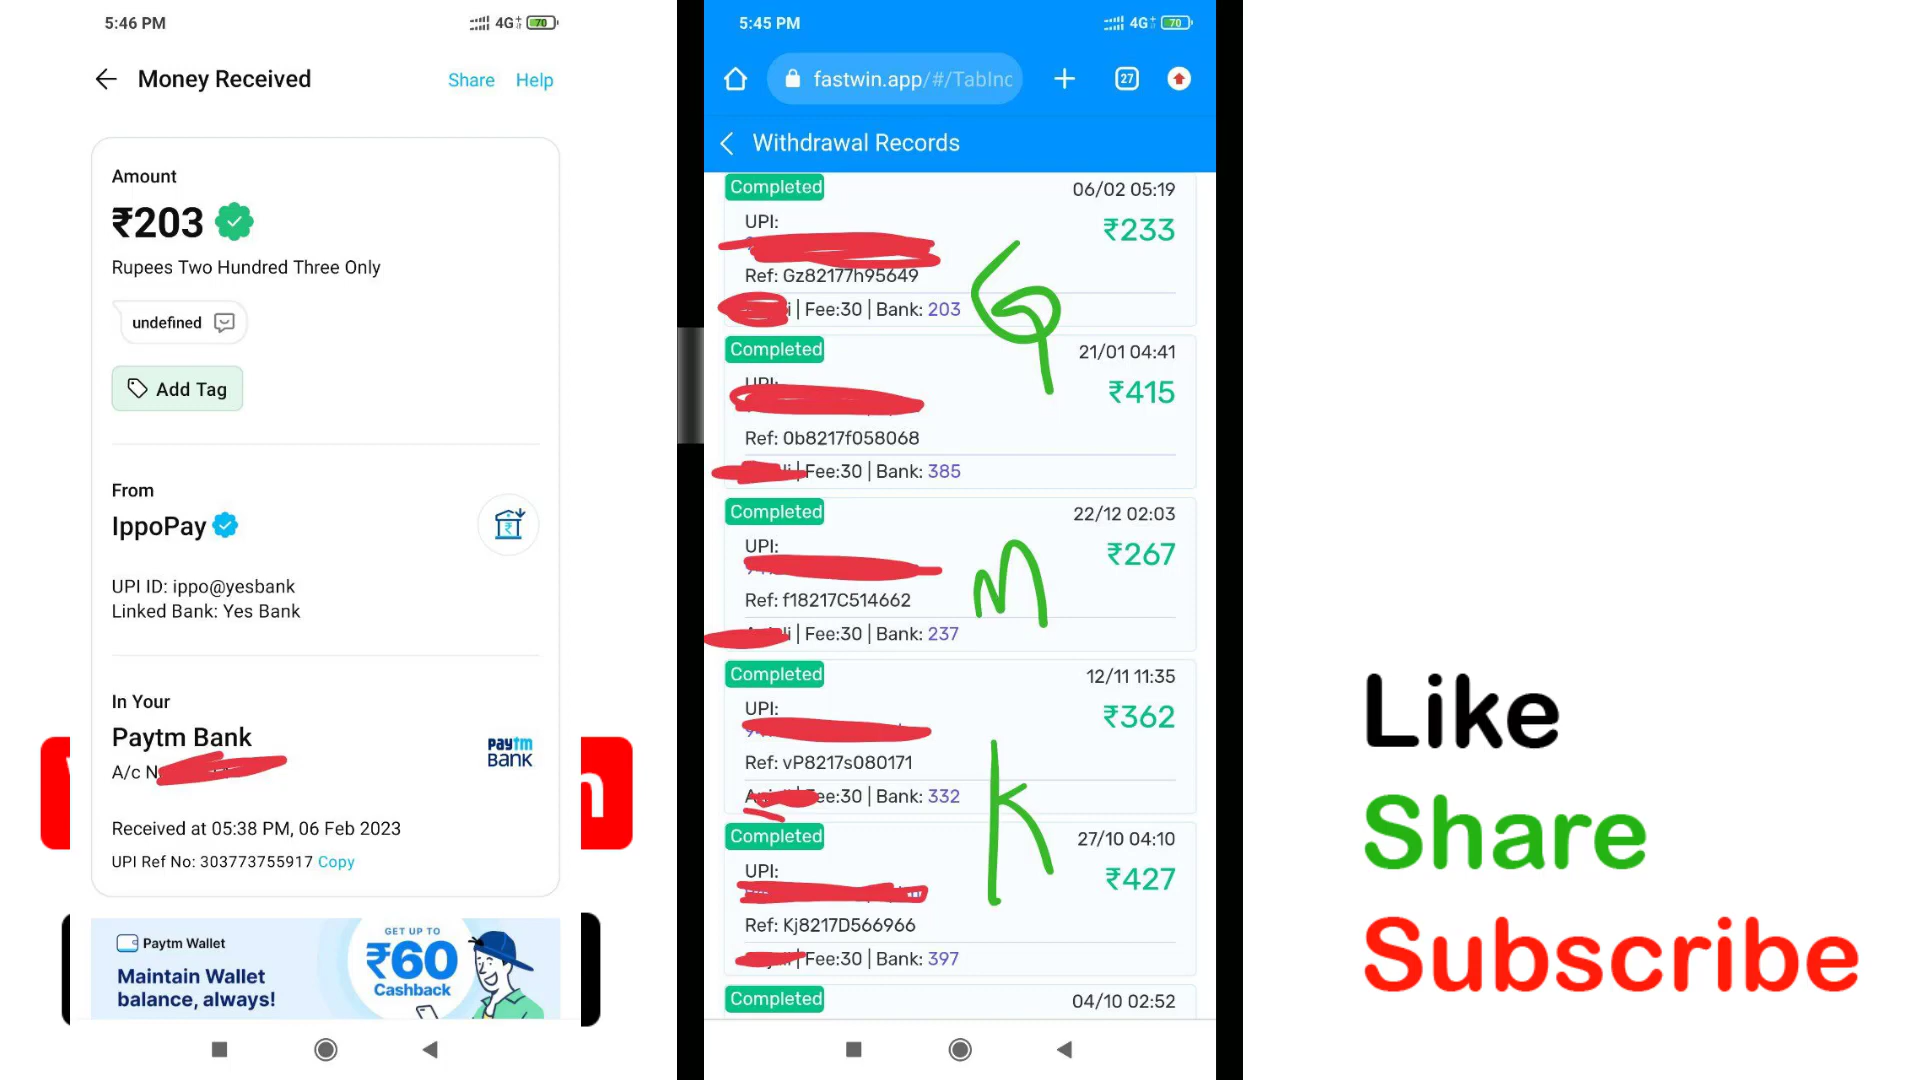 5:46 PM
4G+ 70
Money Received
Share Help
Amount
₹203
Rupees Two Hundred Three Only
undefined
Add Tag
From
IppoPay
UPI ID: ippo@yesbank
Linked Bank: Yes Bank
In Your
Paytm Bank
paytm
BANK
A/c N
Received at 05:38 PM, 06 Feb 2023
UPI Ref No: 303773755917 Copy
n
Paytm Wallet
Maintain Wallet
balance, always!
GET UP TO
₹60
Cashback
5:45 PM
4G+ 70
fastwin.app/#/TabInc
27
Withdrawal Records
Completed
06/02 05:19
UPI:
₹233
Ref: Gz82177h95649
i | Fee:30 | Bank: 203
Completed
21/01 04:41
UPI:
₹415
Ref: 0b8217f058068
Fee:30 | Bank: 385
Completed
22/12 02:03
UPI:
₹267
Ref: f18217C514662
i | Fee:30 | Bank: 237
Completed
12/11 11:35
UPI:
₹362
Ref: vP8217s080171
ee:30 | Bank: 332
Completed
27/10 04:10
UPI:
₹427
Ref: Kj8217D566966
Fee:30 | Bank: 397
Completed
04/10 02:52
G
M
K
Like
Share
Subscribe